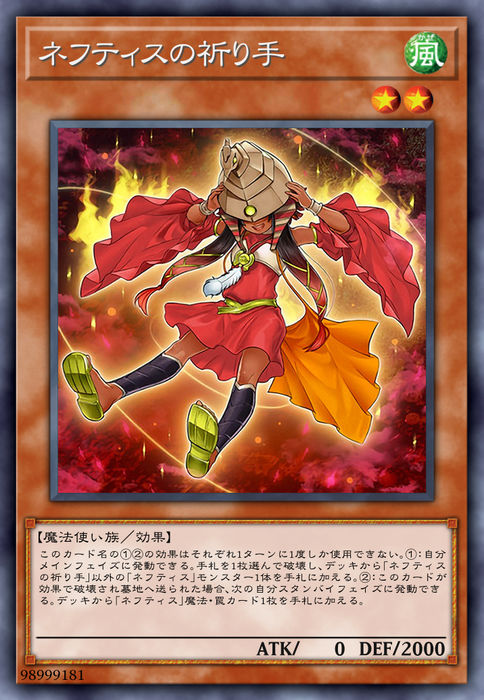 ネフティスの祈り手
かぜ
風
【魔法使い族／効果】
このカード名の①②の効果はそれぞれ1ターンに1度しか使用できない。①：自分
メインフェイズに発動できる。手札を1枚選んで破壊し、デッキから「ネフティス
の祈り手」以外の「ネフティス」モンスター1体を手札に加える。②：このカードが
効果で破壊され墓地へ送られた場合、次の自分スタンバイフェイズに発動でき
る。デッキから「ネフティス」魔法・罠カード1枚を手札に加える。
ATK/ 0 DEF/2000
98999181